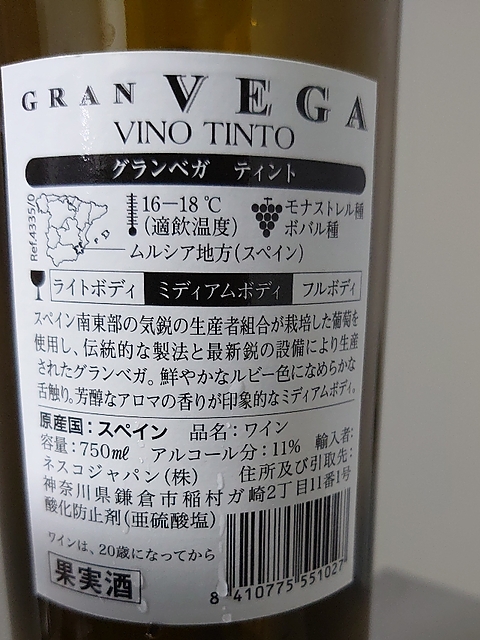 GRAN VEGA
VINO TINTO
グランベガ ティント
16－18℃
(適飲温度)
モナストレル種
ボバル種
ムルシア地方(スペイン)
Ref.4335/0
ライトボディ ミディアムボディ フルボディ
スペイン南東部の気鋭の生産者組合が栽培した葡萄を
使用し、伝統的な製法と最新鋭の設備により生産
されたグランベガ。鮮やかなルビー色になめらかな
舌触り。芳醇なアロマの香りが印象的なミディアムボディ。
原産国：スペイン 品名：ワイン
容量：750㎖ アルコール分：11% 輸入者：
ネスコジャパン(株) 住所及び引取先：
神奈川県鎌倉市稲村ガ崎2丁目11番1号
酸化防止剤(亜硫酸塩)
ワインは、20歳になってから
果実酒
8 410775 551027